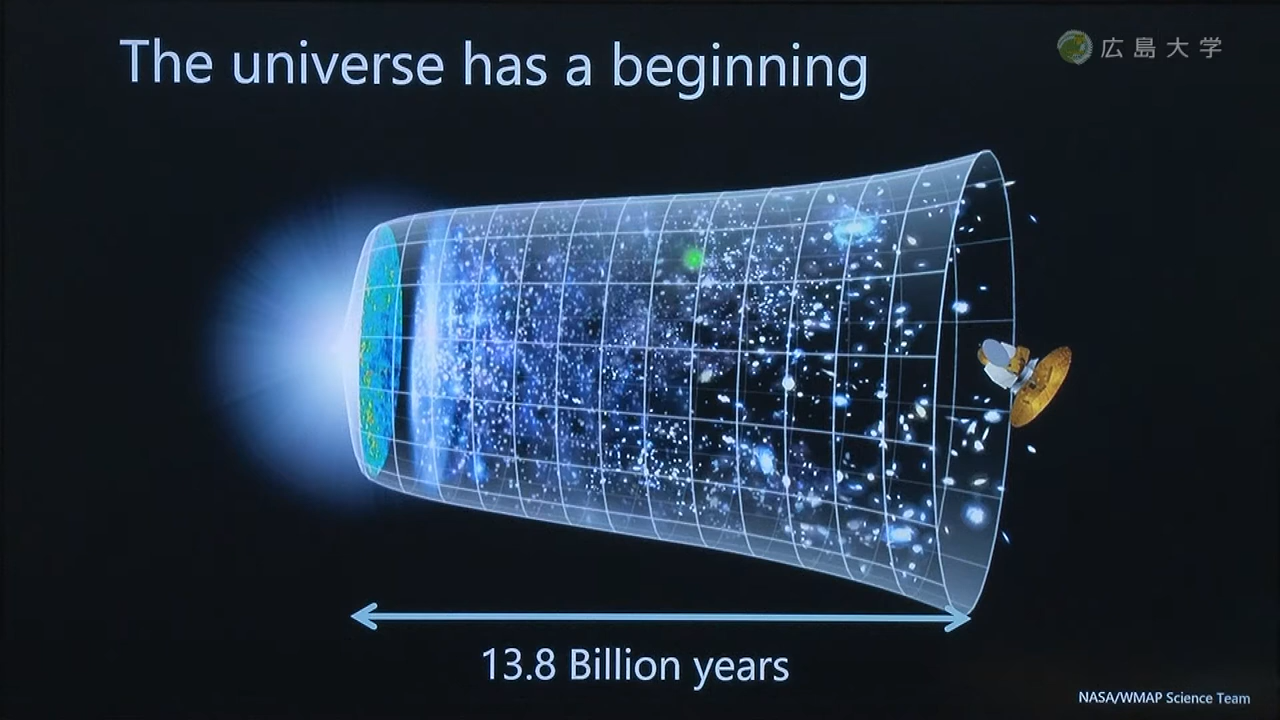 The universe has a beginning
広島大学
13.8 Billion years
NASA/WMAP Science Team